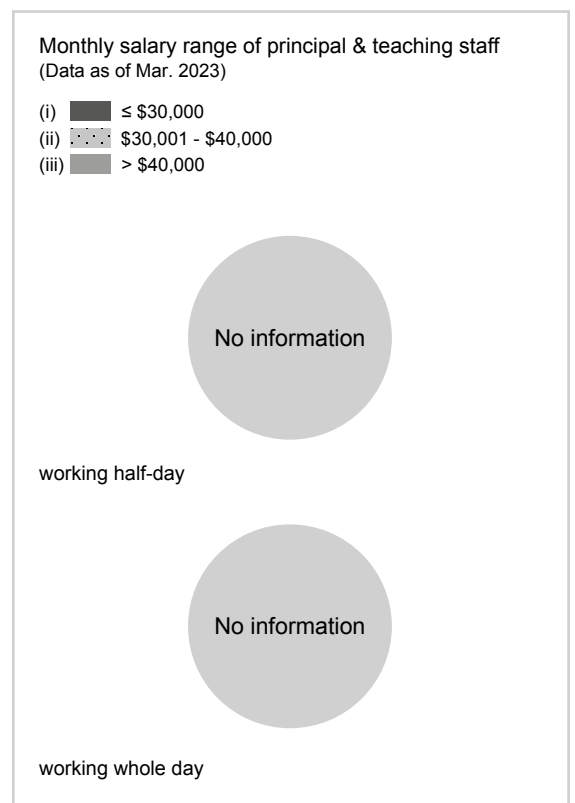 Monthly salary range of principal & teaching staff
(Data as of Mar. 2023)
(i) ≤ $30,000
(ii) $30,001 - $40,000
(iii) > $40,000
No information
working half-day
No information
working whole day